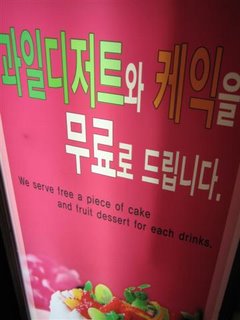 과일디저트와 케익을
무료로 드립니다.
We serve free a piece of cake
and fruit dessert for each drinks.